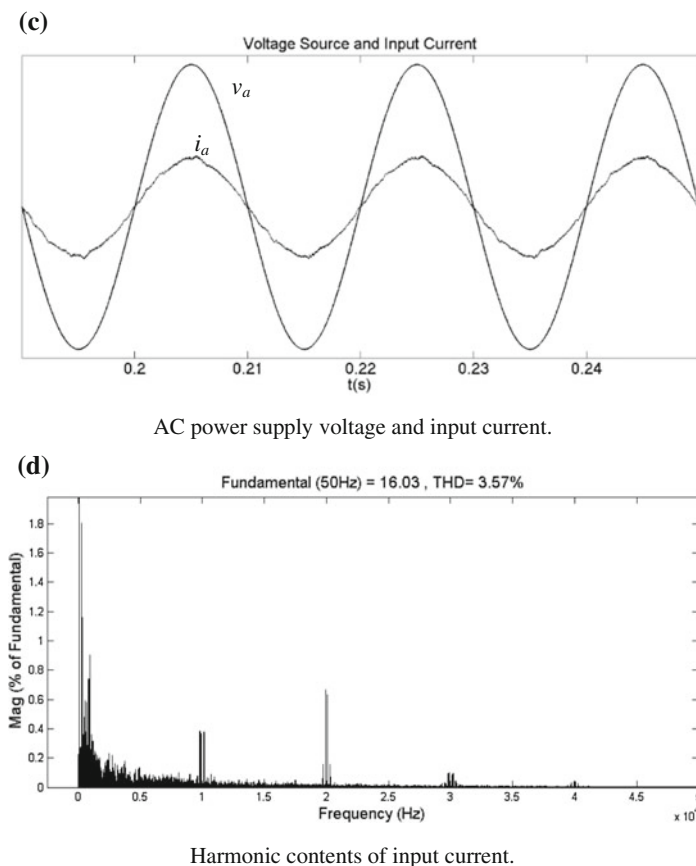 (c)
Voltage Source and Input Current
v_a
i_a
0.2 0.21 0.22 0.23 0.24
t(s)
AC power supply voltage and input current.
(d)
Fundamental (50Hz) = 16.03 , THD= 3.57%
1.8
1.6
1.4
1.2
1
0.8
0.6
0.4
0.2
0
Mag (% of Fundamental)
0 0.5 1 1.5 2 2.5 3 3.5 4 4.5
Frequency (Hz)
Harmonic contents of input current.